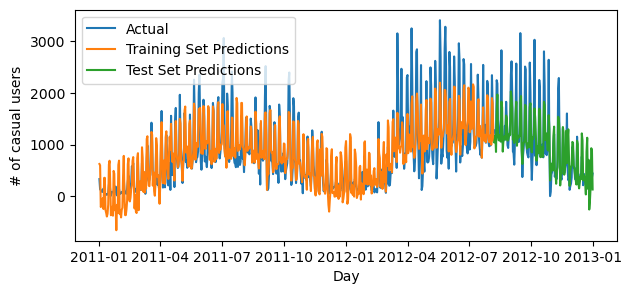 Actual
Training Set Predictions
Test Set Predictions
# of casual users
3000
2000
1000
0
2011-01 2011-04 2011-07 2011-10 2012-01 2012-04 2012-07 2012-10 2013-01
Day